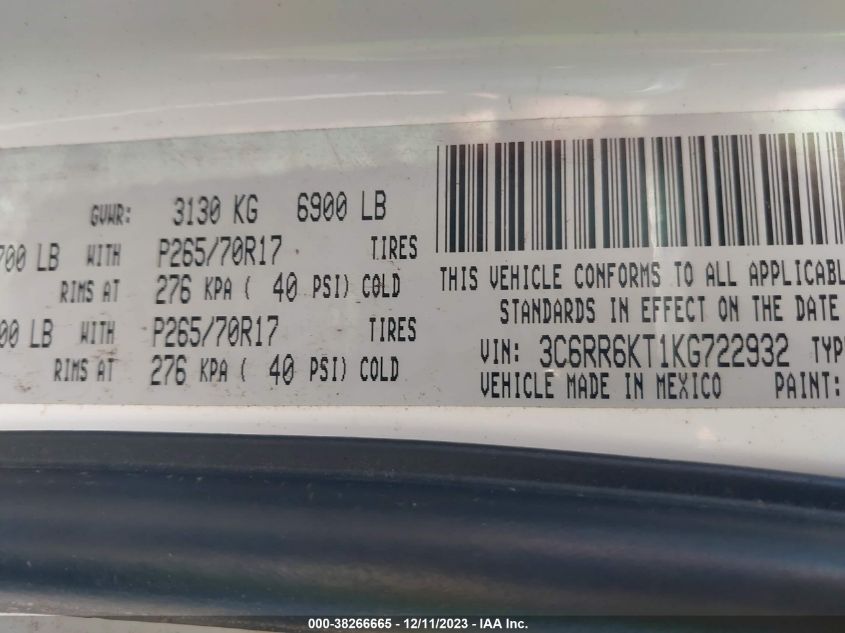 GVWR: 3130 KG 6900 LB
700 LB WITH P265/70R17 TIRES
RIMS AT 276 KPA ( 40 PSI) COLD
00 LB WITH P265/70R17 TIRES
RIMS AT 276 KPA ( 40 PSI) COLD
THIS VEHICLE CONFORMS TO ALL APPLICABL
STANDARDS IN EFFECT ON THE DATE
VIN: 3C6RR6KT1KG722932 TYP
VEHICLE MADE IN MEXICO PAINT:
000-38266665 - 12/11/2023 - IAA Inc.